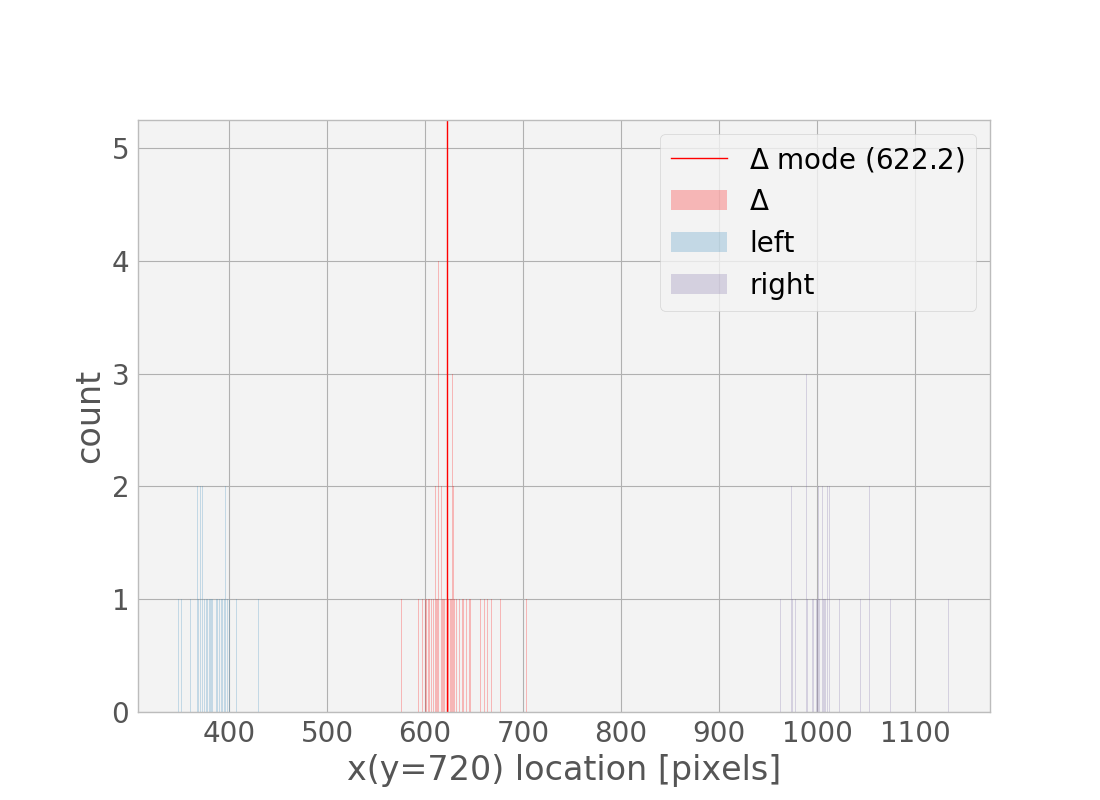 5
4
3
2
1
0
count
Δ mode (622.2)
Δ
left
right
400 500 600 700 800 900 1000 1100
x(y=720) location [pixels]